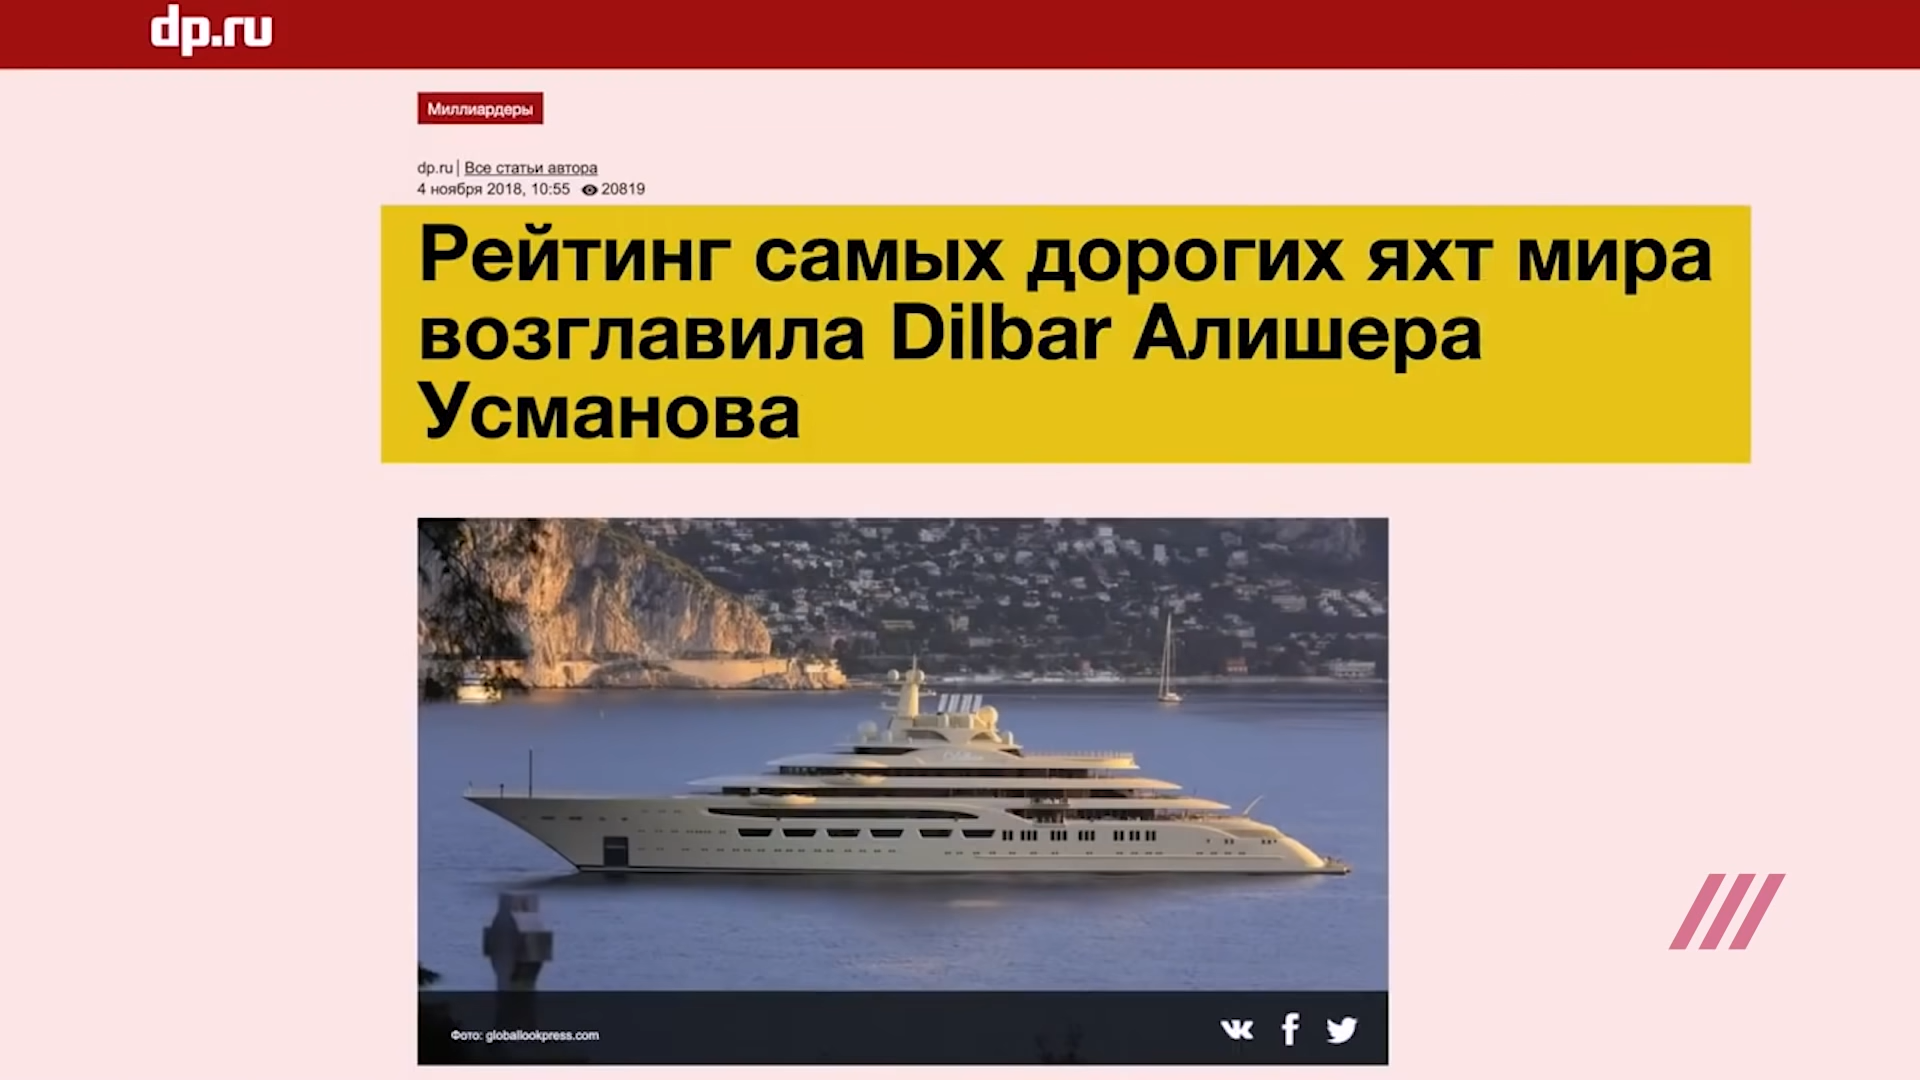 dp.ru
Миллиардеры
dp.ru | Все статьи автора
4 ноября 2018, 10:55 20819
Рейтинг самых дорогих яхт мира
возглавила Dilbar Алишера
Усманова
Фото: globallookpress.com